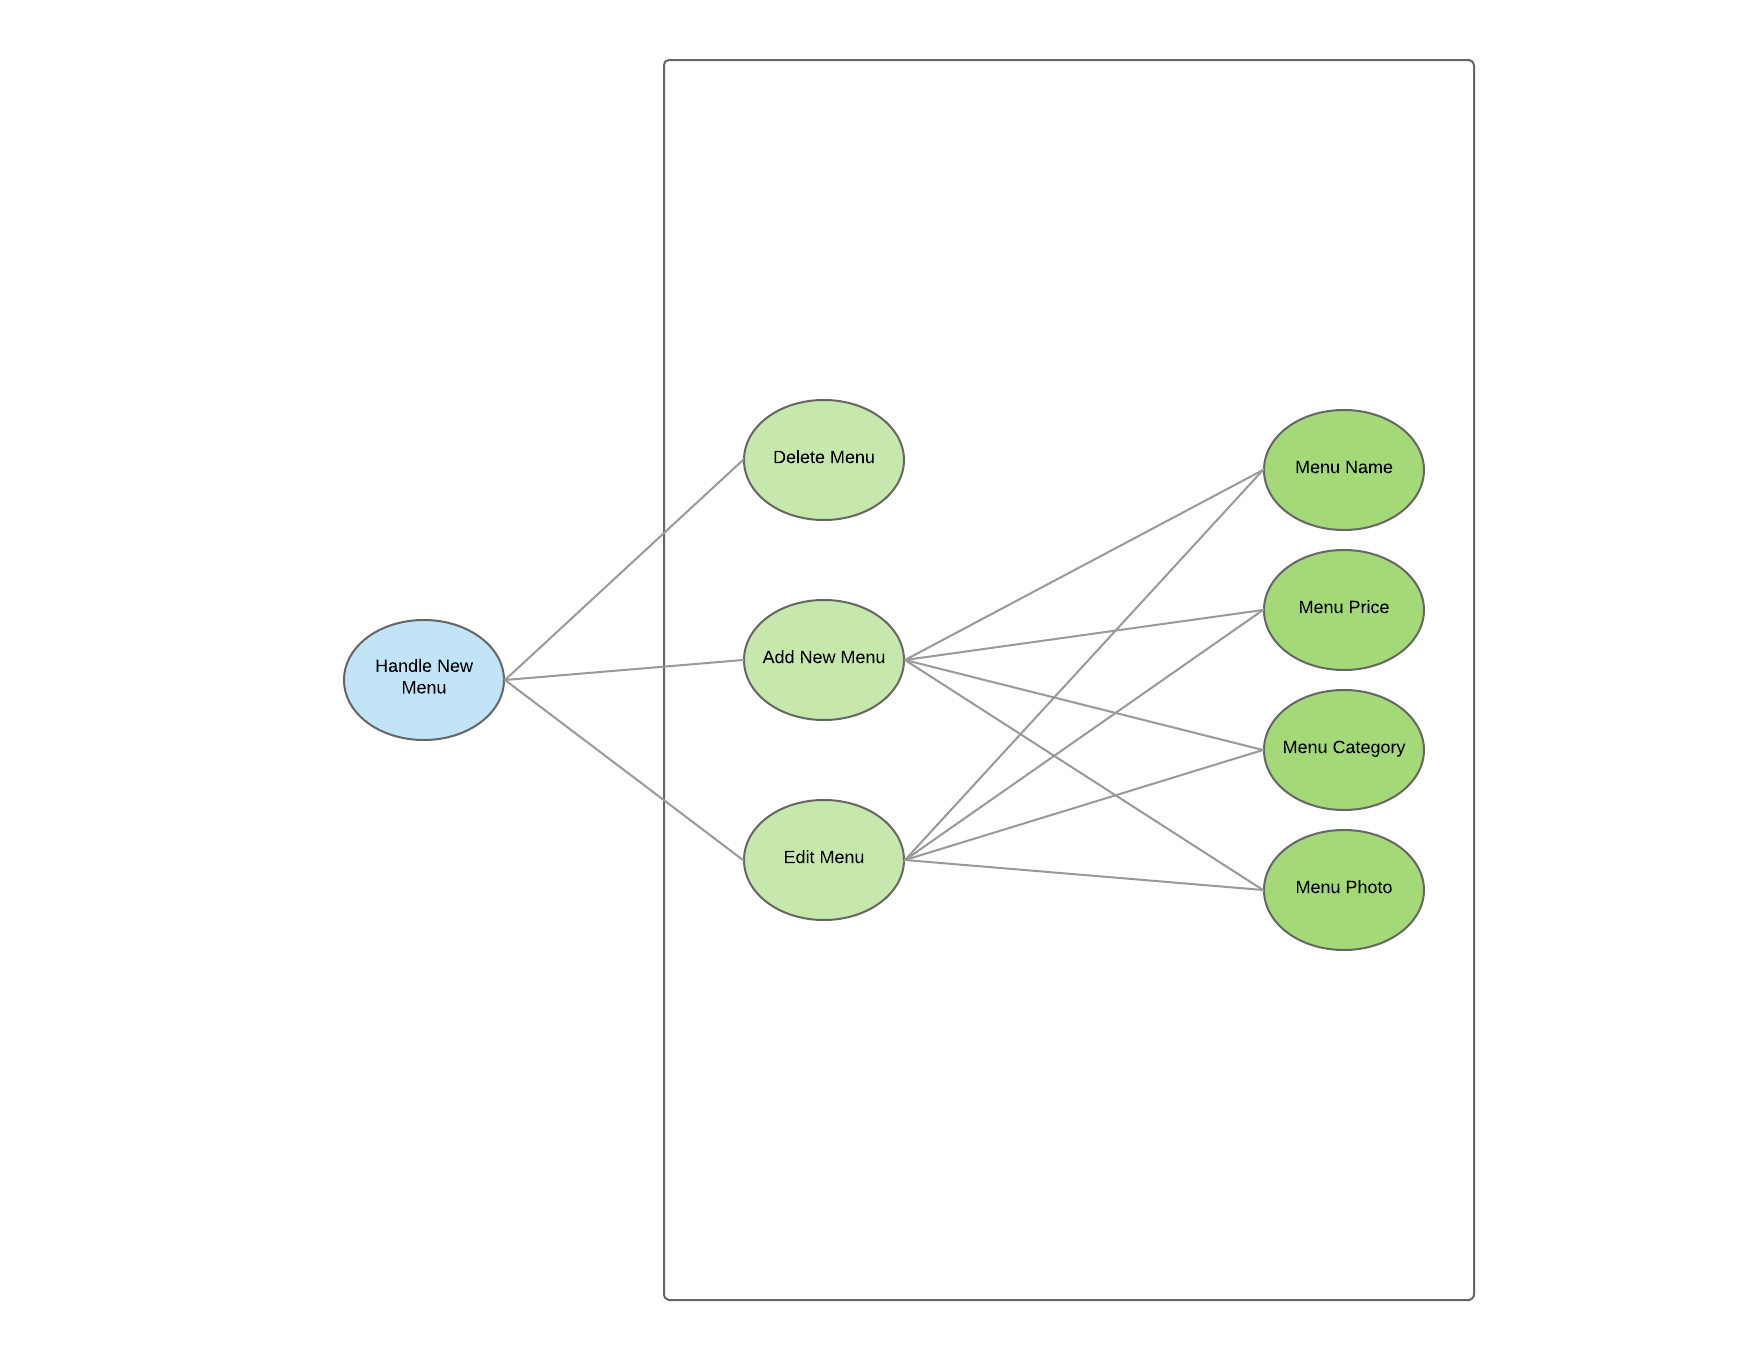 Handle New
Menu
Delete Menu
Add New Menu
Edit Menu
Menu Name
Menu Price
Menu Category
Menu Photo